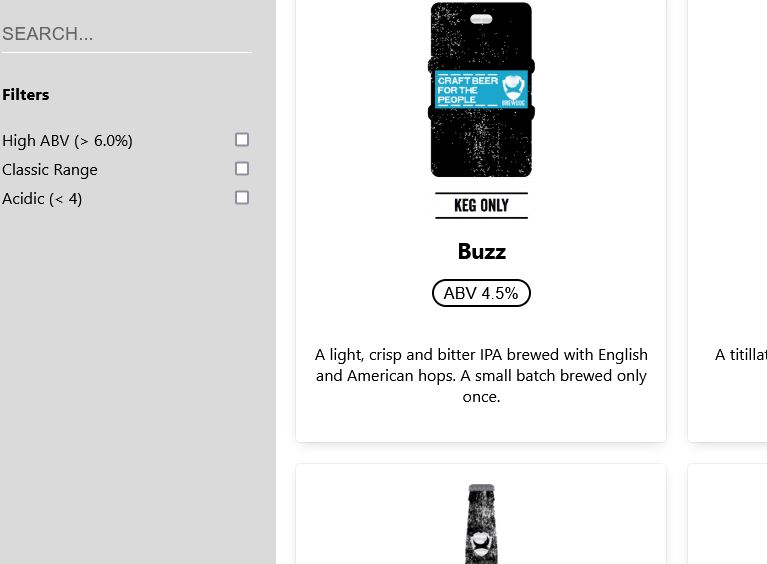 SEARCH...
Filters
High ABV (> 6.0%)
Classic Range
Acidic (< 4)
CRAFT BEER
FOR THE
PEOPLE
BREWDOG
KEG ONLY
Buzz
ABV 4.5%
A light, crisp and bitter IPA brewed with English
and American hops. A small batch brewed only
once.
A